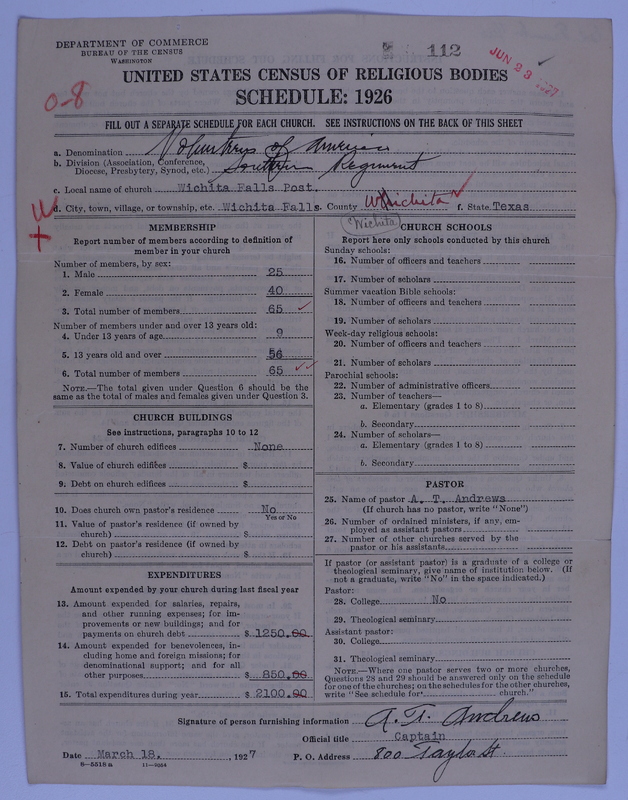 DEPARTMENT OF COMMERCE
BUREAU OF THE CENSUS
WASHINGTON
112
JUN 23 1927
UNITED STATES CENSUS OF RELIGIOUS BODIES
SCHEDULE: 1926
0-8
FILL OUT A SEPARATE SCHEDULE FOR EACH CHURCH. SEE INSTRUCTIONS ON THE BACK OF THIS SHEET
a. Denomination Volunteers of America
b. Division (Association, Conference,
Diocese, Presbytery, Synod, etc.) Southern Regiment
c. Local name of church Wichita Falls Post.
d. City, town, village, or township, etc. Wichita Falls. County Wichita f. State Texas
Wichita
MEMBERSHIP
Report number of members according to definition of
member in your church
Number of members, by sex:
1. Male 25
2. Female 40
3. Total number of members 65
Number of members under and over 13 years old:
4. Under 13 years of age 9
5. 13 years old and over 56
6. Total number of members 65
NOTE.—The total given under Question 6 should be the
same as the total of males and females given under Question 3.
CHURCH BUILDINGS
See instructions, paragraphs 10 to 12
7. Number of church edifices None
8. Value of church edifices $
9. Debt on church edifices $
10. Does church own pastor's residence No
Yes or No
11. Value of pastor's residence (if owned by
church) $
12. Debt on pastor's residence (if owned by
church) $
EXPENDITURES
Amount expended by your church during last fiscal year
13. Amount expended for salaries, repairs,
and other running expenses; for im-
provements or new buildings; and for
payments on church debt $ 1250.00
14. Amount expended for benevolences, in-
cluding home and foreign missions; for
denominational support; and for all
other purposes $ 850.00
15. Total expenditures during year $ 2100.00
CHURCH SCHOOLS
Report here only schools conducted by this church
Sunday schools:
16. Number of officers and teachers
17. Number of scholars
Summer vacation Bible schools:
18. Number of officers and teachers
19. Number of scholars
Week-day religious schools:
20. Number of officers and teachers
21. Number of scholars
Parochial schools:
22. Number of administrative officers
23. Number of teachers—
a. Elementary (grades 1 to 8)
b. Secondary
24. Number of scholars—
a. Elementary (grades 1 to 8)
b. Secondary
PASTOR
25. Name of pastor A. T. Andrews
(If church has no pastor, write "None")
26. Number of ordained ministers, if any, em-
ployed as assistant pastors
27. Number of other churches served by the
pastor or his assistants
If pastor (or assistant pastor) is a graduate of a college or
theological seminary, give name of institution below. (If
not a graduate, write "No" in the space indicated.)
Pastor:
28. College No
29. Theological seminary
Assistant pastor:
30. College
31. Theological seminary
NOTE.—Where one pastor serves two or more churches,
Questions 28 and 29 should be answered only on the schedule
for one of the churches; on the schedules for the other churches,
write "See schedule for church."
Signature of person furnishing information A. T. Andrews
Official title Captain
Date March 18, 1927 P. O. Address 800 Taylor St
8-5518a 11-9554